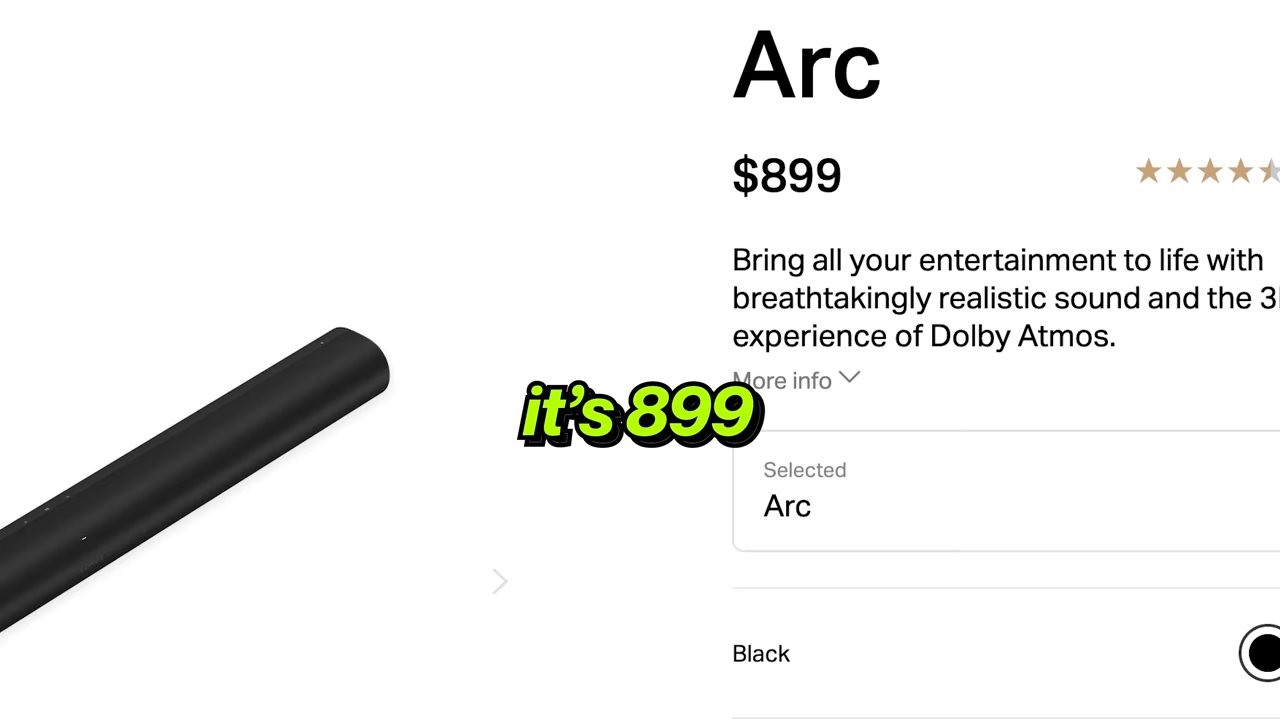 Arc
$899
Bring all your entertainment to life with
breathtakingly realistic sound and the
experience of Dolby Atmos.
More info
it's 899
Selected
Arc
Black